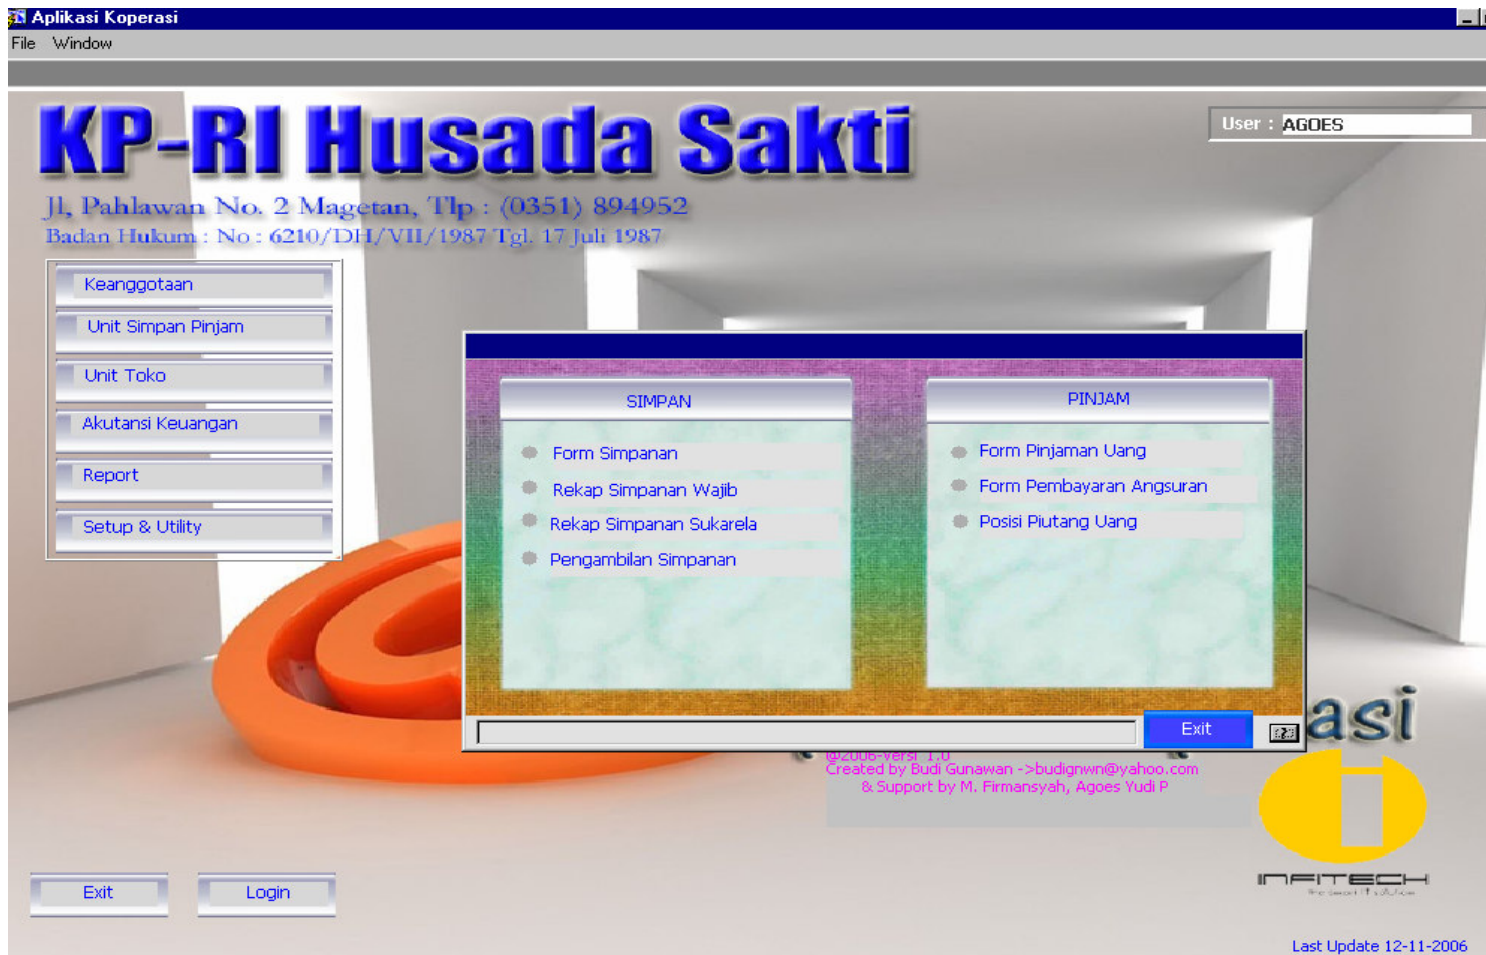 Aplikasi Koperasi
File Window
KP-RI Husada Sakti
User : AGOES
Jl, Pahlawan No. 2 Magetan, Tlp : (0351) 894952
Badan Hukum : No : 6210/DH/VII/1987 Tgl. 17 Juli 1987
Keanggotaan
Unit Simpan Pinjam
Unit Toko
Akutansi Keuangan
Report
Setup & Utility
SIMPAN
Form Simpanan
Rekap Simpanan Wajib
Rekap Simpanan Sukarela
Pengambilan Simpanan
PINJAM
Form Pinjaman Uang
Form Pembayaran Angsuran
Posisi Piutang Uang
Exit
asi
@2006-Versi 1.0
Created by Budi Gunawan ->budignwn@yahoo.com
& Support by M. Firmansyah, Agoes Yudi P
INFITECH
Exit
Login
Last Update 12-11-2006